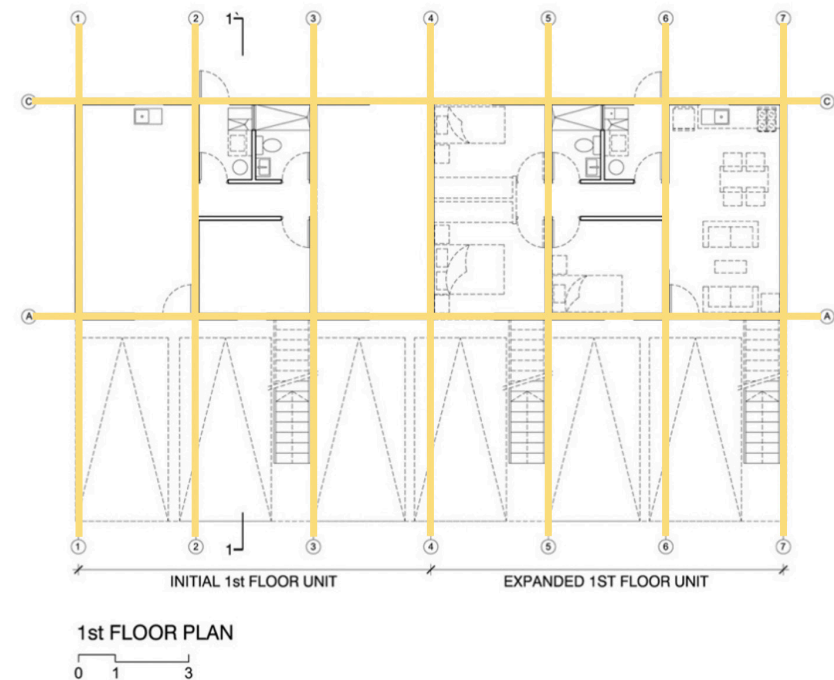 1 2 1 3 4 5 6 7
C C
A A
1 2 1 3 4 5 6 7
INITIAL 1st FLOOR UNIT EXPANDED 1ST FLOOR UNIT
1st FLOOR PLAN
0 1 3